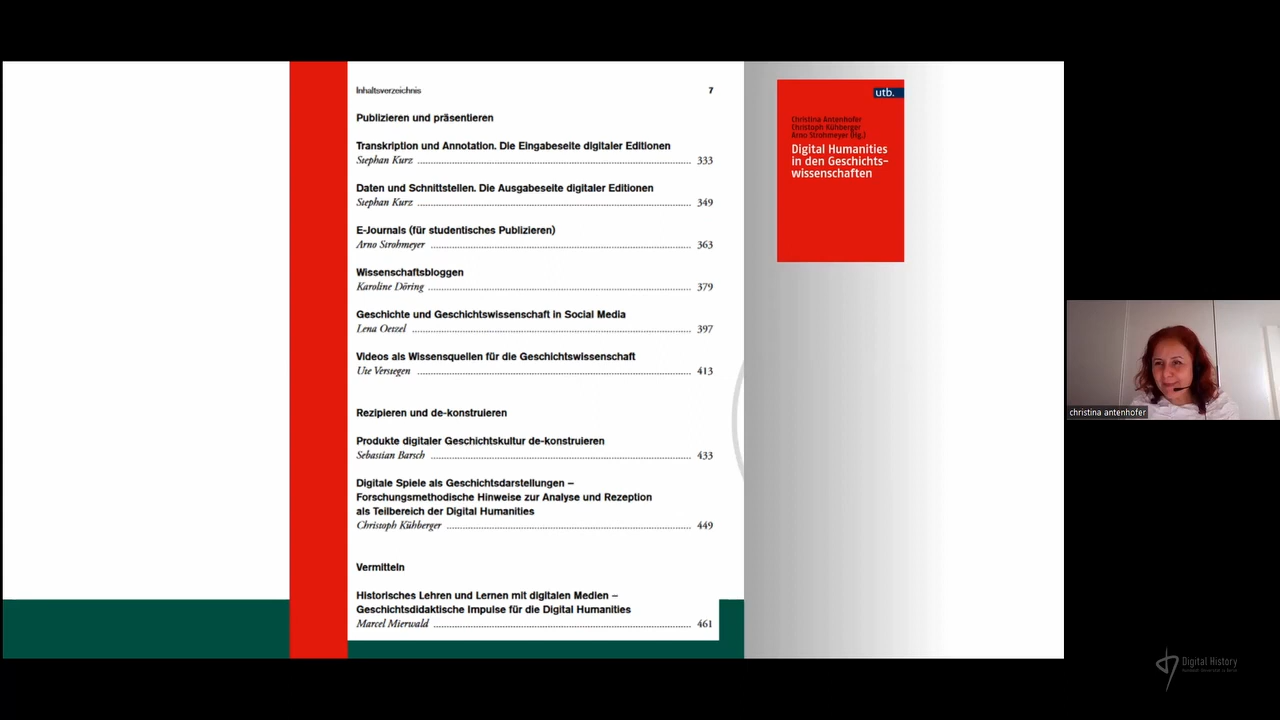 Inhaltsverzeichnis 7
Publizieren und präsentieren
Transkription und Annotation. Die Eingabeseite digitaler Editionen
Stephan Kurz 333
Daten und Schnittstellen. Die Ausgabeseite digitaler Editionen
Stephan Kurz 349
E-Journals (für studentisches Publizieren)
Arno Strohmeyer 363
Wissenschaftsbloggen
Karoline Döring 379
Geschichte und Geschichtswissenschaft in Social Media
Lena Oetzel 397
Videos als Wissensquellen für die Geschichtswissenschaft
Ute Verstegen 413
Rezipieren und de-konstruieren
Produkte digitaler Geschichtskultur de-konstruieren
Sebastian Barsch 433
Digitale Spiele als Geschichtsdarstellungen –
Forschungsmethodische Hinweise zur Analyse und Rezeption
als Teilbereich der Digital Humanities
Christoph Kühberger 449
Vermitteln
Historisches Lehren und Lernen mit digitalen Medien –
Geschichtsdidaktische Impulse für die Digital Humanities
Marcel Mierwald 461
utb.
Christina Antenhofer
Christoph Kühberger
Arno Strohmeyer (Hg.)
Digital Humanities
in den Geschichts-
wissenschaften
christina antenhofer
Digital History